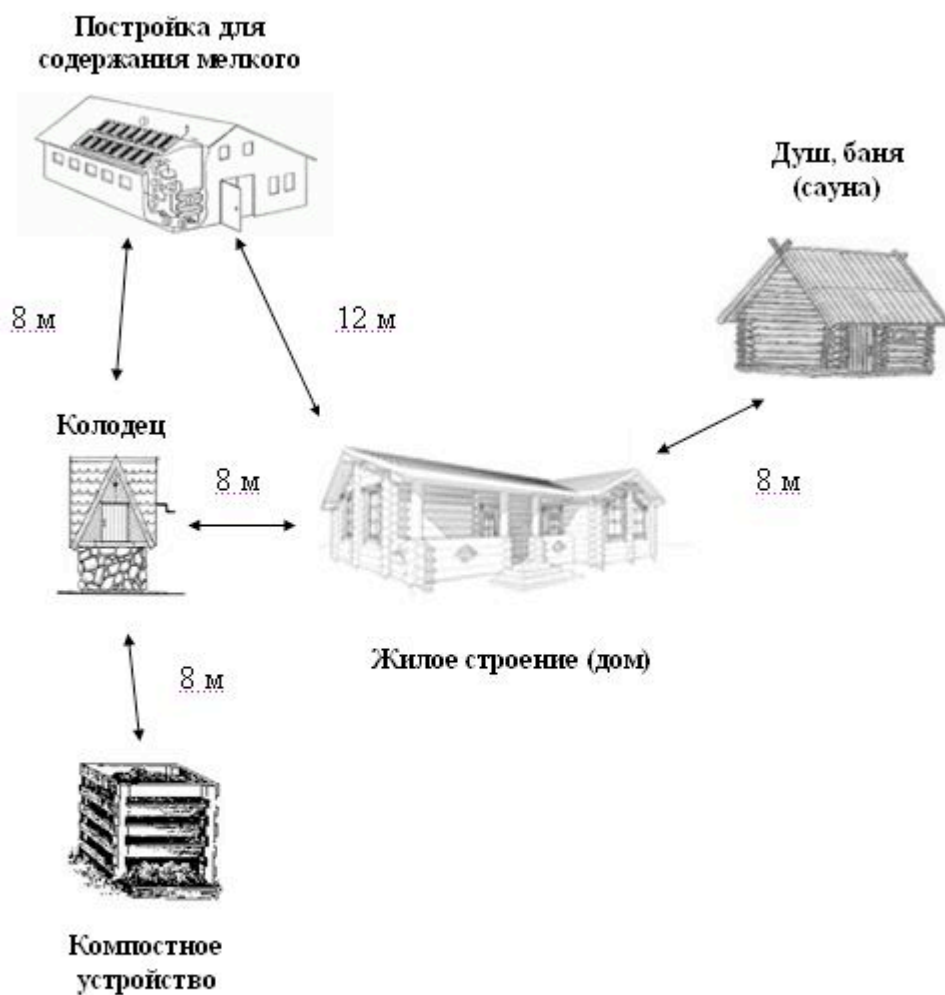 Постройка для
содержания мелкого
Душ, баня
(сауна)
8 м
12 м
Колодец
8 м
8 м
Жилое строение (дом)
8 м
Компостное
устройство